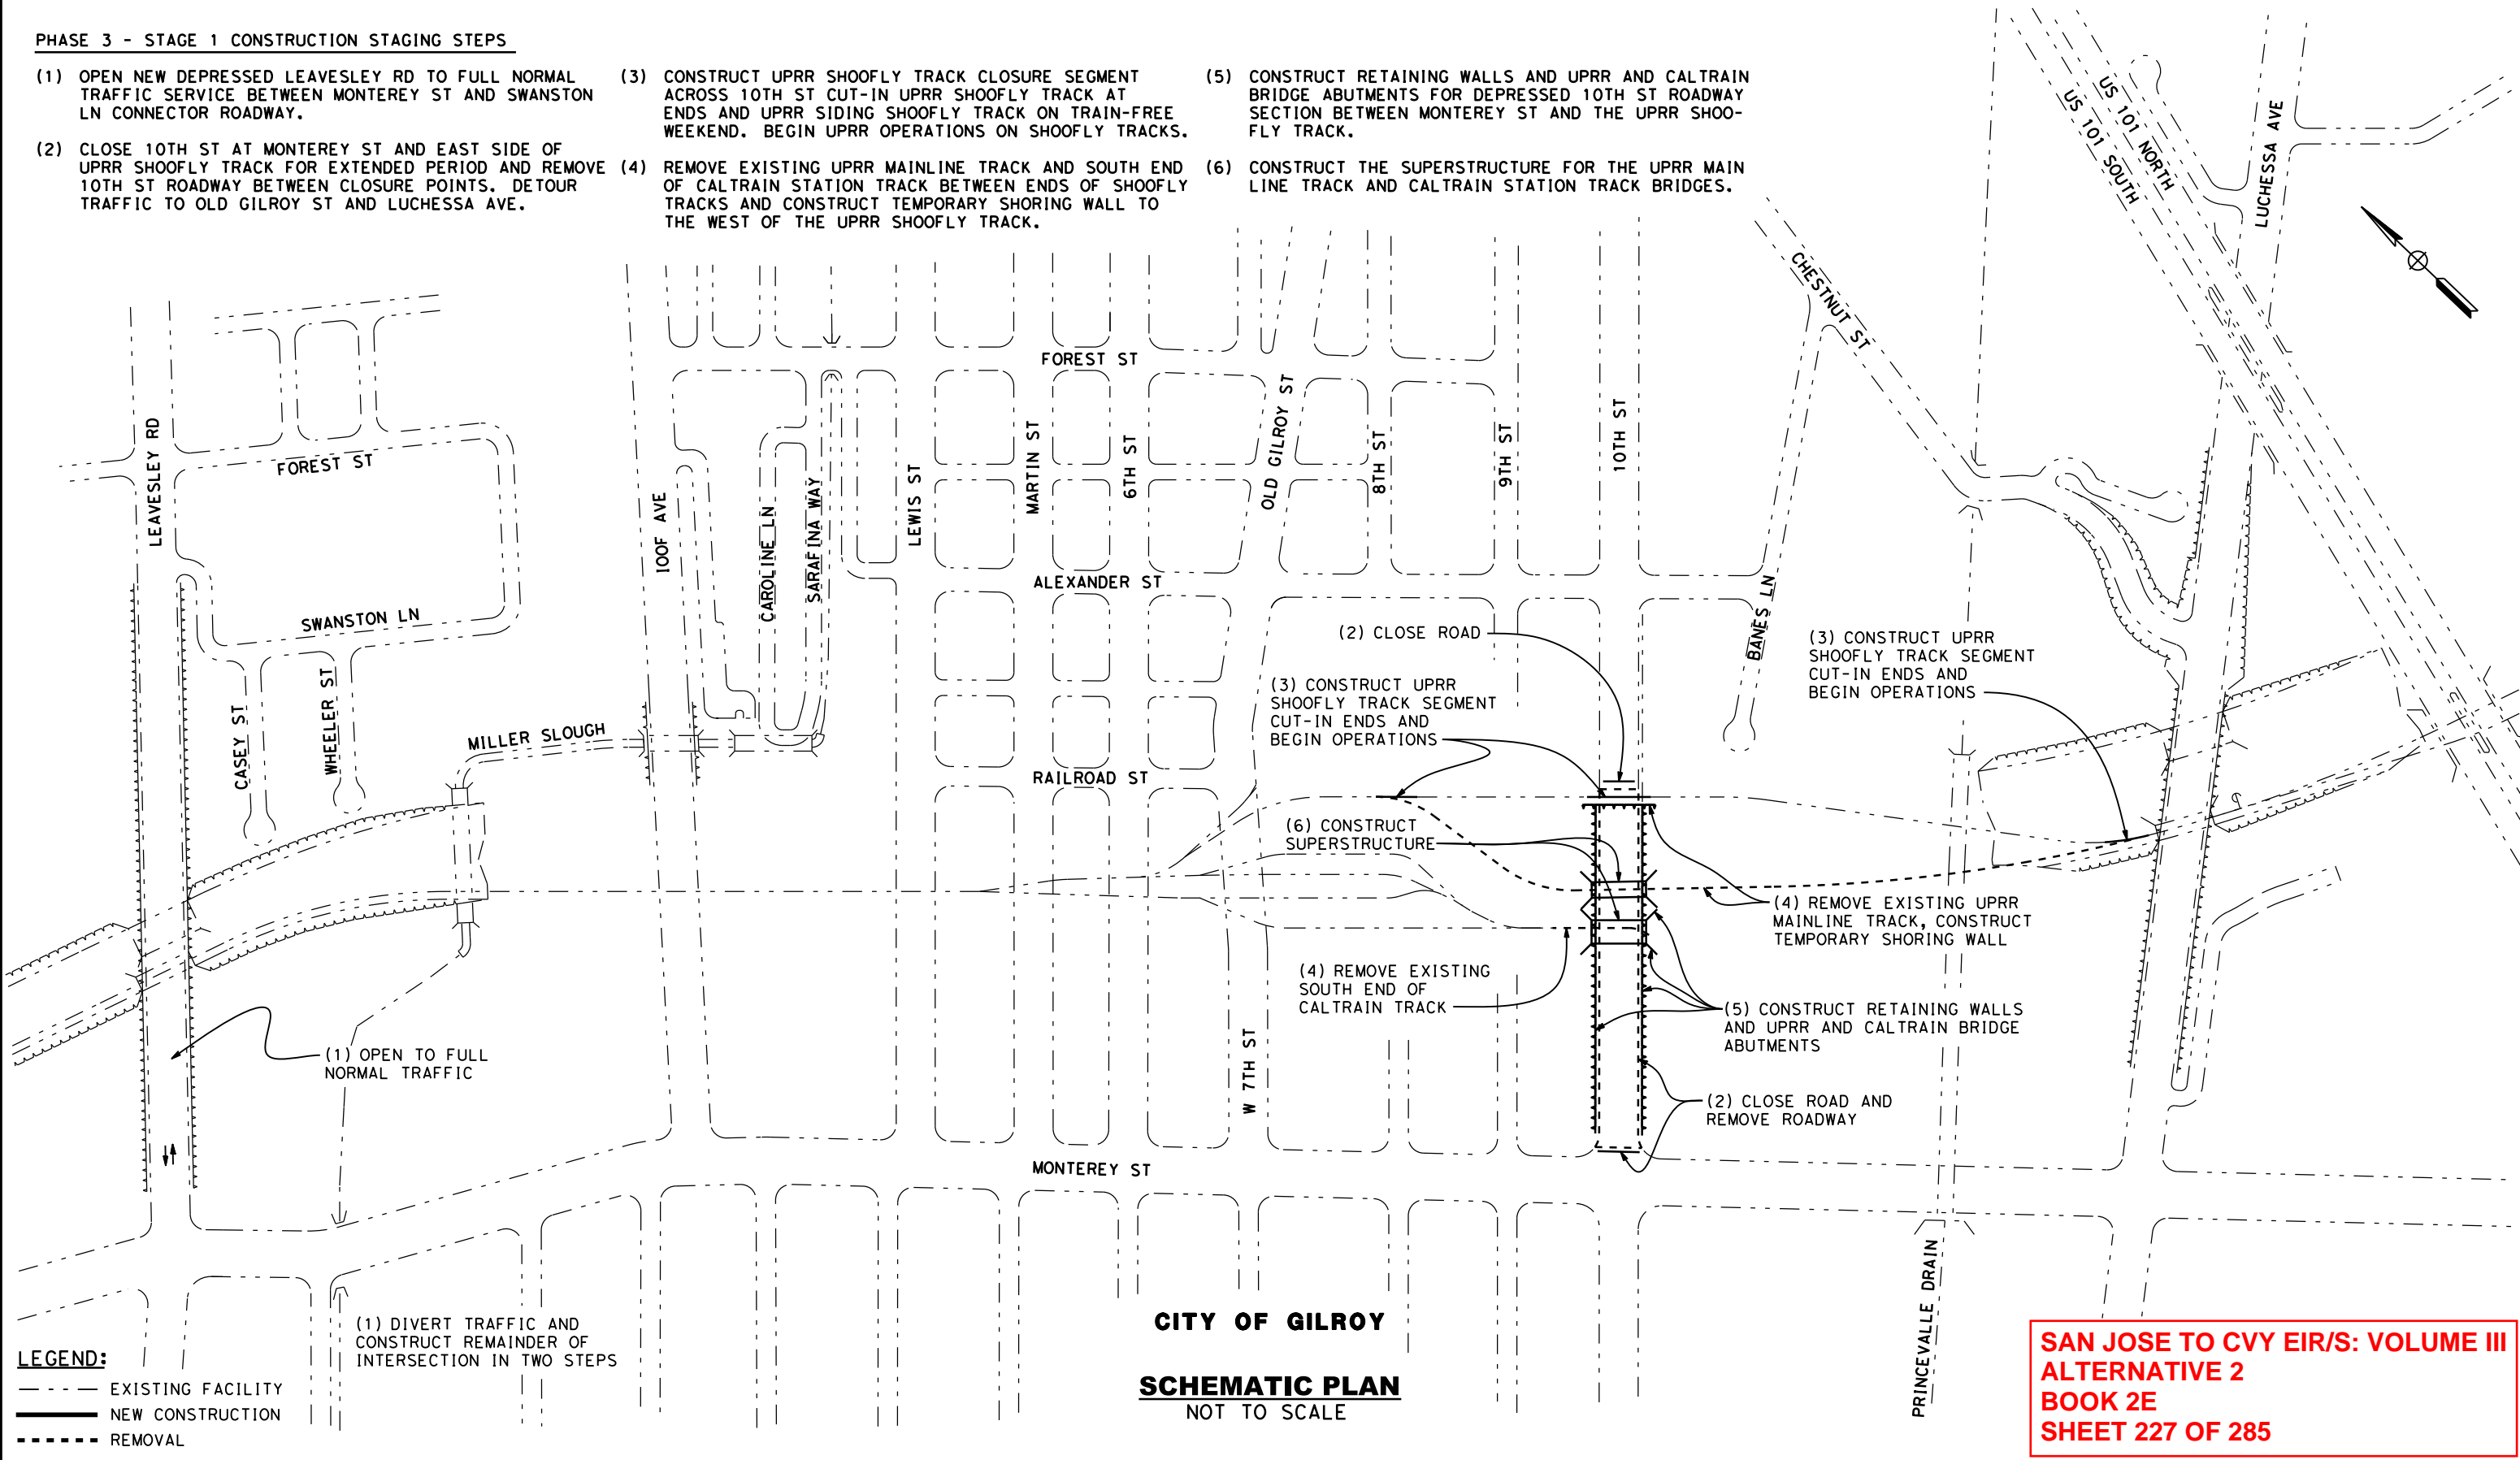 PHASE 3 - STAGE 1 CONSTRUCTION STAGING STEPS
(1) OPEN NEW DEPRESSED LEAVESLEY RD TO FULL NORMAL
TRAFFIC SERVICE BETWEEN MONTEREY ST AND SWANSTON
LN CONNECTOR ROADWAY.
(2) CLOSE 10TH ST AT MONTEREY ST AND EAST SIDE OF
UPRR SHOOFLY TRACK FOR EXTENDED PERIOD AND REMOVE
10TH ST ROADWAY BETWEEN CLOSURE POINTS. DETOUR
TRAFFIC TO OLD GILROY ST AND LUCHESSA AVE.
(3) CONSTRUCT UPRR SHOOFLY TRACK CLOSURE SEGMENT
ACROSS 10TH ST CUT-IN UPRR SHOOFLY TRACK AT
ENDS AND UPRR SIDING SHOOFLY TRACK ON TRAIN-FREE
WEEKEND. BEGIN UPRR OPERATIONS ON SHOOFLY TRACKS.
(4) REMOVE EXISTING UPRR MAINLINE TRACK AND SOUTH END
OF CALTRAIN STATION TRACK BETWEEN ENDS OF SHOOFLY
TRACKS AND CONSTRUCT TEMPORARY SHORING WALL TO
THE WEST OF THE UPRR SHOOFLY TRACK.
(5) CONSTRUCT RETAINING WALLS AND UPRR AND CALTRAIN
BRIDGE ABUTMENTS FOR DEPRESSED 10TH ST ROADWAY
SECTION BETWEEN MONTEREY ST AND THE UPRR SHOO-
FLY TRACK.
(6) CONSTRUCT THE SUPERSTRUCTURE FOR THE UPRR MAIN
LINE TRACK AND CALTRAIN STATION TRACK BRIDGES.
US 101 NORTH
US 101 SOUTH
LUCHESSA AVE
CHESTNUT ST
FOREST ST
LEAVESLEY RD
FOREST ST
IOOF AVE
CAROLINE LN
SARAFINA WAY
LEWIS ST
MARTIN ST
6TH ST
OLD GILROY ST
8TH ST
9TH ST
10TH ST
ALEXANDER ST
BANES LN
SWANSTON LN
CASEY ST
WHEELER ST
MILLER SLOUGH
RAILROAD ST
(2) CLOSE ROAD
(3) CONSTRUCT UPRR
SHOOFLY TRACK SEGMENT
CUT-IN ENDS AND
BEGIN OPERATIONS
(3) CONSTRUCT UPRR
SHOOFLY TRACK SEGMENT
CUT-IN ENDS AND
BEGIN OPERATIONS
(6) CONSTRUCT
SUPERSTRUCTURE
(4) REMOVE EXISTING UPRR
MAINLINE TRACK, CONSTRUCT
TEMPORARY SHORING WALL
(4) REMOVE EXISTING
SOUTH END OF
CALTRAIN TRACK
(5) CONSTRUCT RETAINING WALLS
AND UPRR AND CALTRAIN BRIDGE
ABUTMENTS
(1) OPEN TO FULL
NORMAL TRAFFIC
W 7TH ST
(2) CLOSE ROAD AND
REMOVE ROADWAY
MONTEREY ST
PRINCEVALLE DRAIN
(1) DIVERT TRAFFIC AND
CONSTRUCT REMAINDER OF
INTERSECTION IN TWO STEPS
CITY OF GILROY
SCHEMATIC PLAN
NOT TO SCALE
LEGEND:
EXISTING FACILITY
NEW CONSTRUCTION
REMOVAL
SAN JOSE TO CVY EIR/S: VOLUME III
ALTERNATIVE 2
BOOK 2E
SHEET 227 OF 285